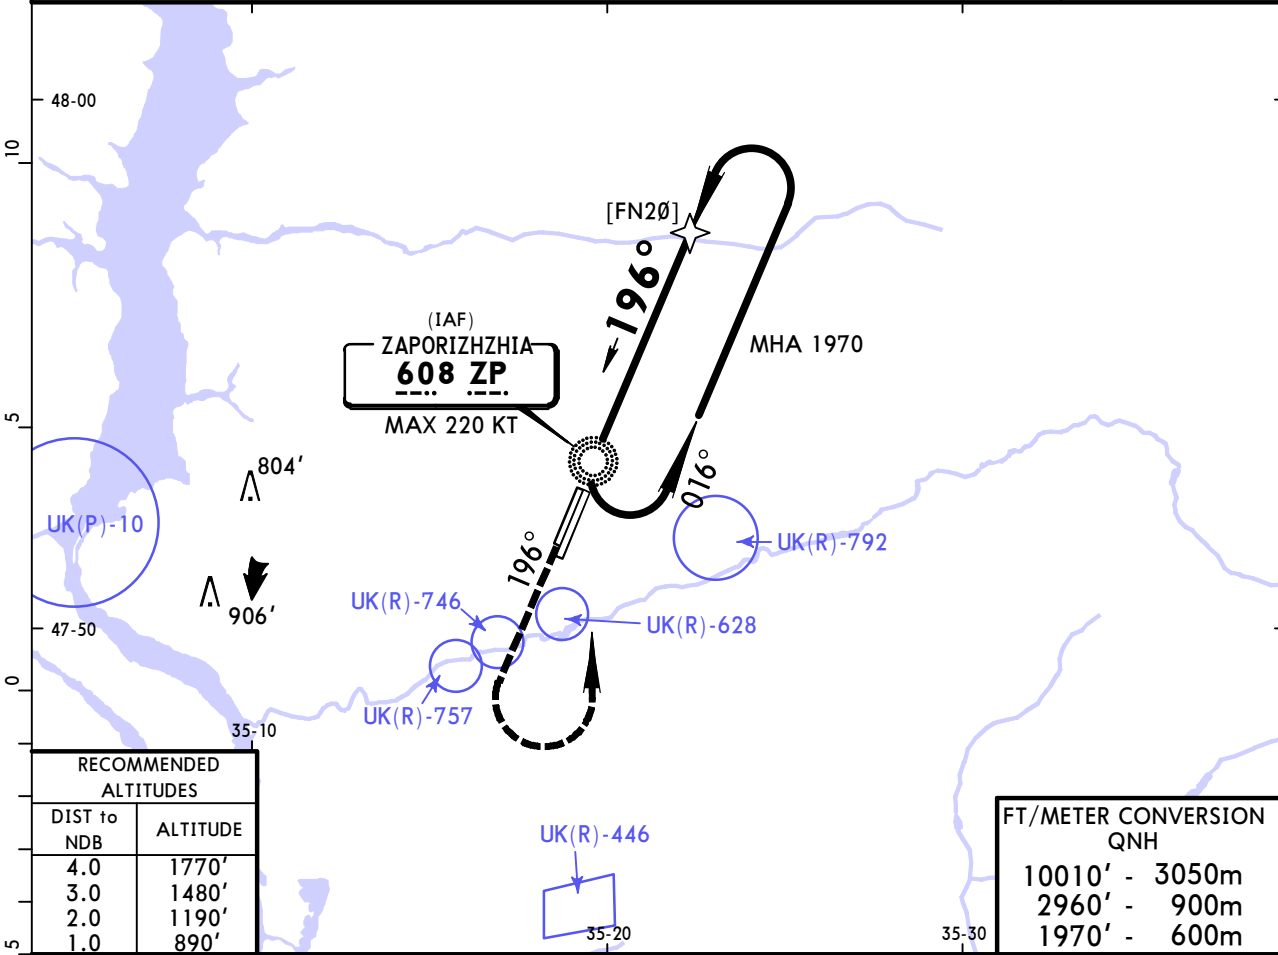 48-00
10
[FN2Ø]
196°
(IAF)
ZAPORIZHZHIA
608 ZP
MAX 220 KT
MHA 1970
5
804'
016°
UK(P)-10
UK(R)-792
196°
UK(R)-746
906'
UK(R)-628
47-50
0
UK(R)-757
35-10
RECOMMENDED
ALTITUDES
DIST to
NDB
ALTITUDE
4.0 1770'
3.0 1480'
2.0 1190'
1.0 890'
UK(R)-446
FT/METER CONVERSION
QNH
10010' - 3050m
2960' - 900m
1970' - 600m
35-20
35-30
5